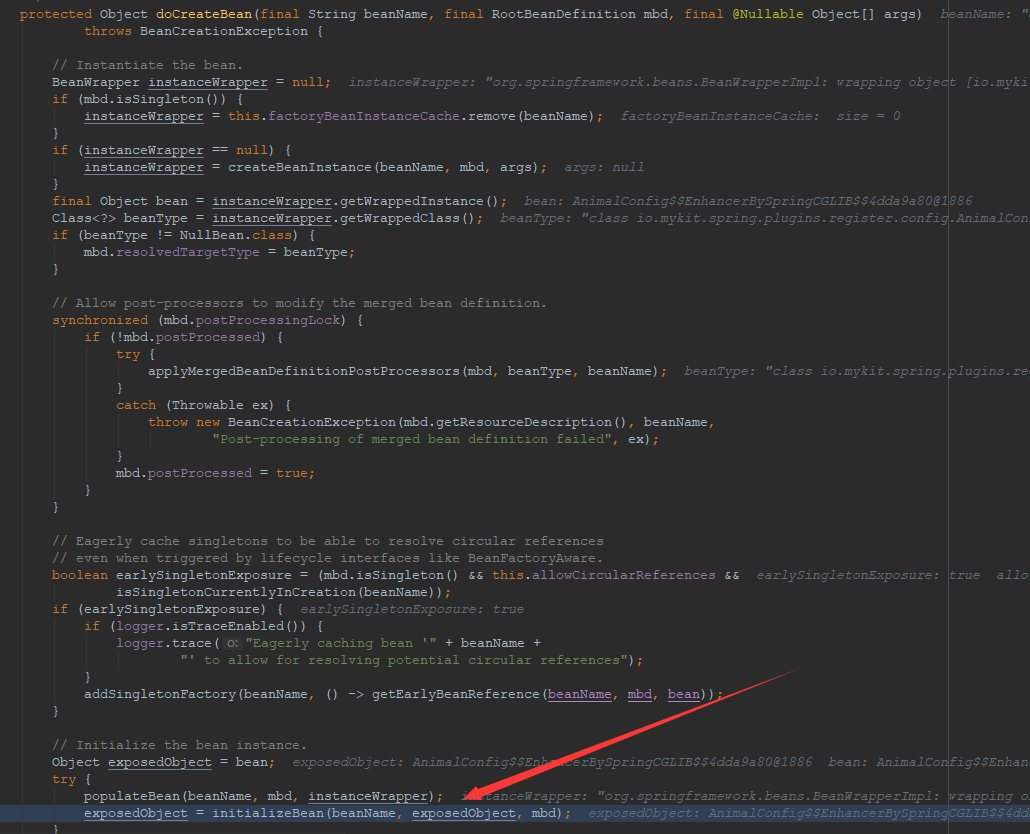 protected Object doCreateBean(final String beanName, final RootBeanDefinition mbd, final @Nullable Object[] args)  beanName: "
        throws BeanCreationException {
    // Instantiate the bean.
    BeanWrapper instanceWrapper = null;  instanceWrapper: "org.springframework.beans.BeanWrapperImpl: wrapping object [io.myki
    if (mbd.isSingleton()) {
        instanceWrapper = this.factoryBeanInstanceCache.remove(beanName);  factoryBeanInstanceCache:  size = 0
    }
    if (instanceWrapper == null) {
        instanceWrapper = createBeanInstance(beanName, mbd, args);  args: null
    }
    final Object bean = instanceWrapper.getWrappedInstance();  bean: AnimalConfig$$EnhancerBySpringCGLIB$$4dda9a80@1886
    Class<?> beanType = instanceWrapper.getWrappedClass();  beanType: "class io.mykit.spring.plugins.register.config.AnimalCon
    if (beanType != NullBean.class) {
        mbd.resolvedTargetType = beanType;
    }
    // Allow post-processors to modify the merged bean definition.
    synchronized (mbd.postProcessingLock) {
        if (!mbd.postProcessed) {
            try {
                applyMergedBeanDefinitionPostProcessors(mbd, beanType, beanName);  beanType: "class io.mykit.spring.plugins.re
            }
            catch (Throwable ex) {
                throw new BeanCreationException(mbd.getResourceDescription(), beanName,
                        "Post-processing of merged bean definition failed", ex);
            }
            mbd.postProcessed = true;
        }
    }
    // Eagerly cache singletons to be able to resolve circular references
    // even when triggered by lifecycle interfaces like BeanFactoryAware.
    boolean earlySingletonExposure = (mbd.isSingleton() && this.allowCircularReferences &&  earlySingletonExposure: true  allo
            isSingletonCurrentlyInCreation(beanName));
    if (earlySingletonExposure) {  earlySingletonExposure: true
        if (logger.isTraceEnabled()) {
            logger.trace( o: "Eagerly caching bean '" + beanName +
                    "' to allow for resolving potential circular references");
        }
        addSingletonFactory(beanName, () -> getEarlyBeanReference(beanName, mbd, bean));
    }
    // Initialize the bean instance.
    Object exposedObject = bean;  exposedObject: AnimalConfig$$EnhancerBySpringCGLIB$$4dda9a80@1886  bean: AnimalConfig$$Enhan
    try {
        populateBean(beanName, mbd, instanceWrapper);  instanceWrapper: "org.springframework.beans.BeanWrapperImpl: wrapping o
        exposedObject = initializeBean(beanName, exposedObject, mbd);  exposedObject: AnimalConfig$$EnhancerBySpringCGLIB$$4dd
    }